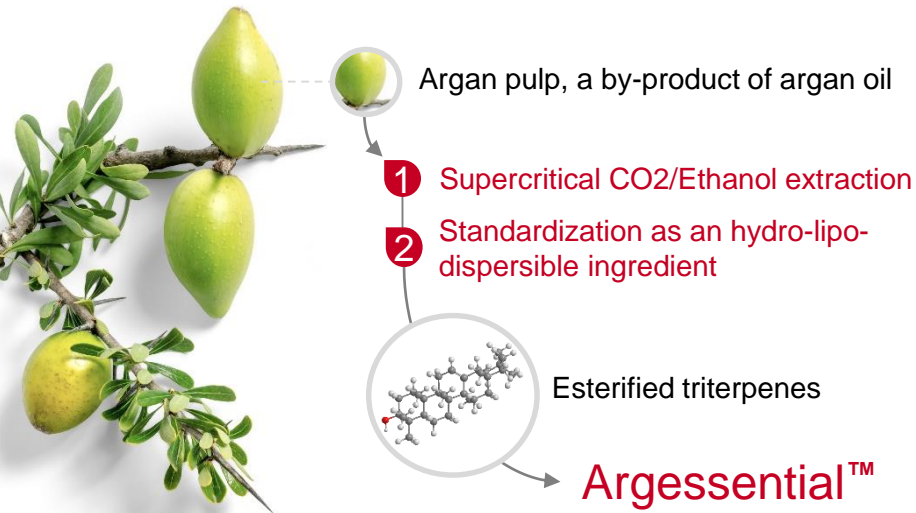 Argan pulp, a by-product of argan oil
1 Supercritical CO2/Ethanol extraction
2 Standardization as an hydro-lipo-
dispersible ingredient
Esterified triterpenes
Argessential™